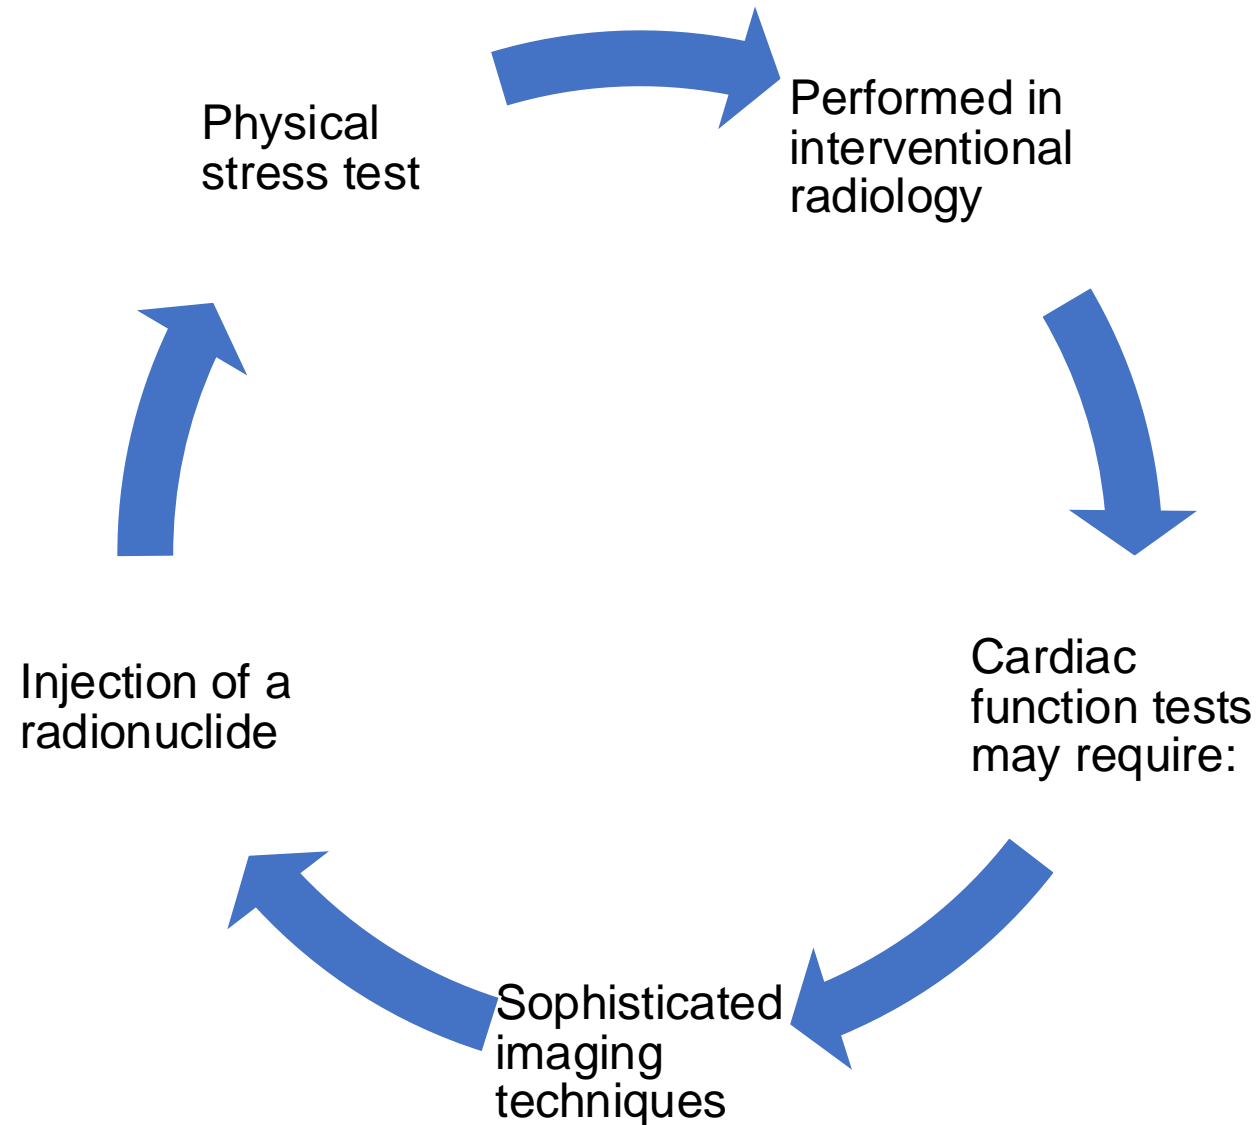 Physical
stress test
Performed in
interventional
radiology
Cardiac
function tests
may require:
Sophisticated
imaging
techniques
Injection of a
radionuclide